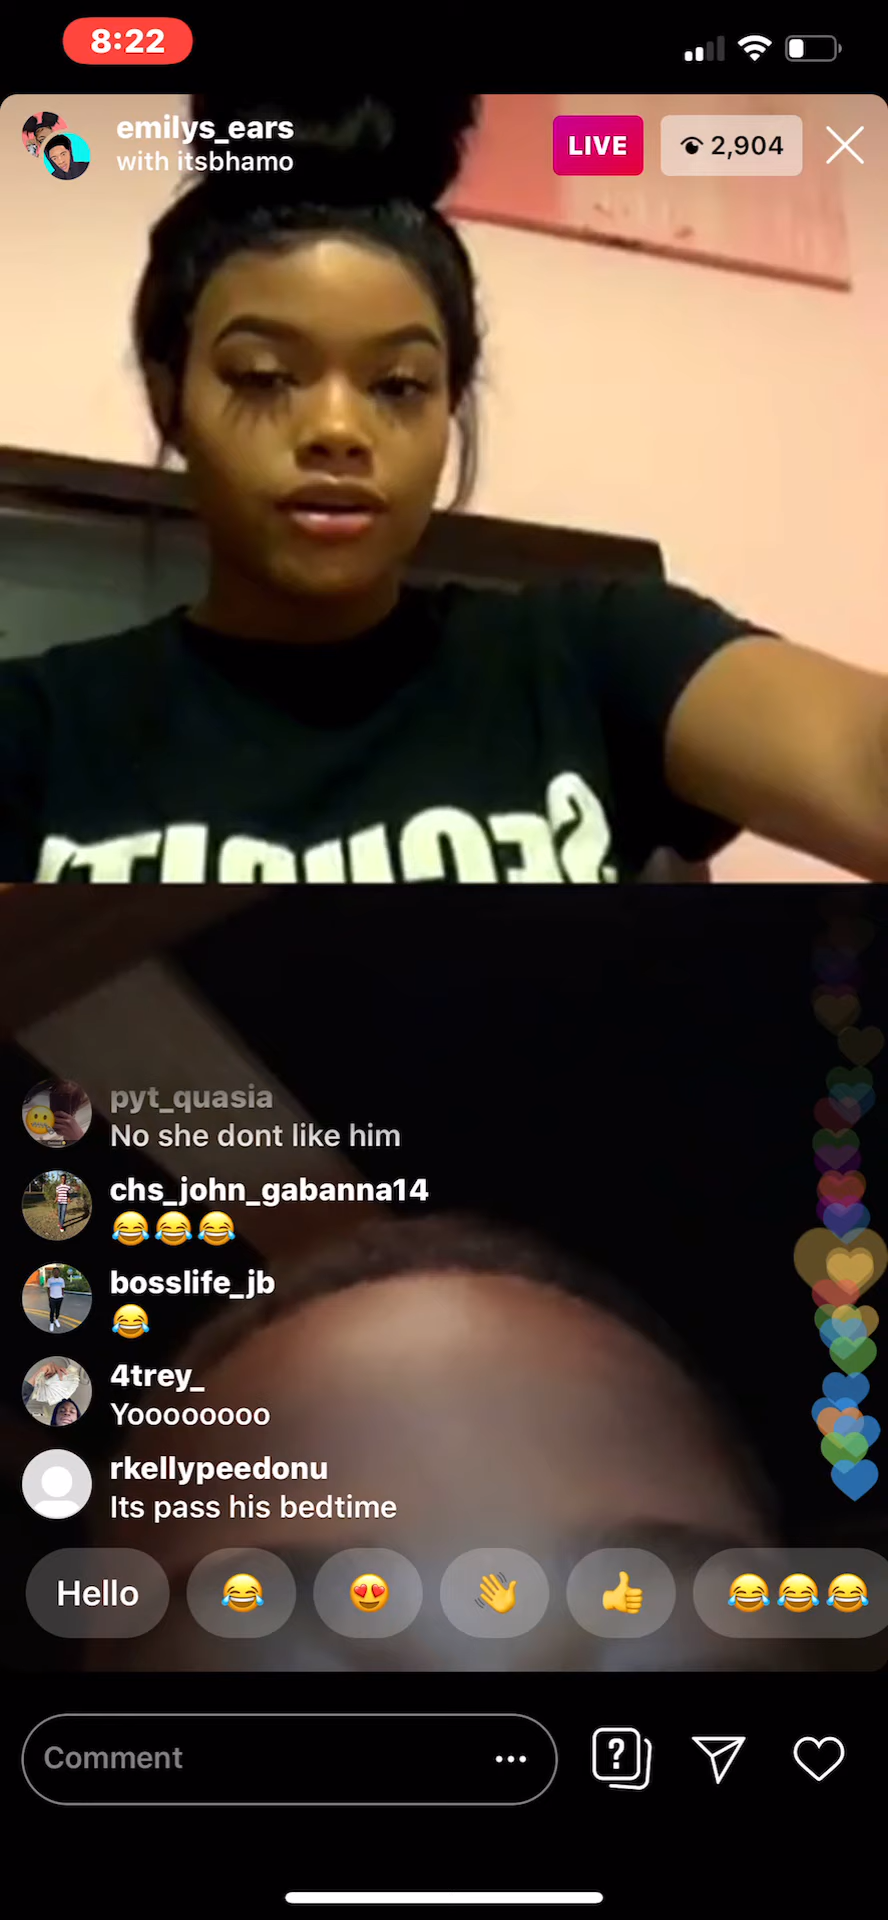 8:22
emilys_ears
with itsbhamo
LIVE
2,904
SECURITY
pyt_quasia
No she dont like him
chs_john_gabanna14
😂😂😂
bosslife_jb
😂
4trey_
Yoooooooo
rkellypeedonu
Its pass his bedtime
Hello 😂 😍 👋 👍 😂😂😂
Comment